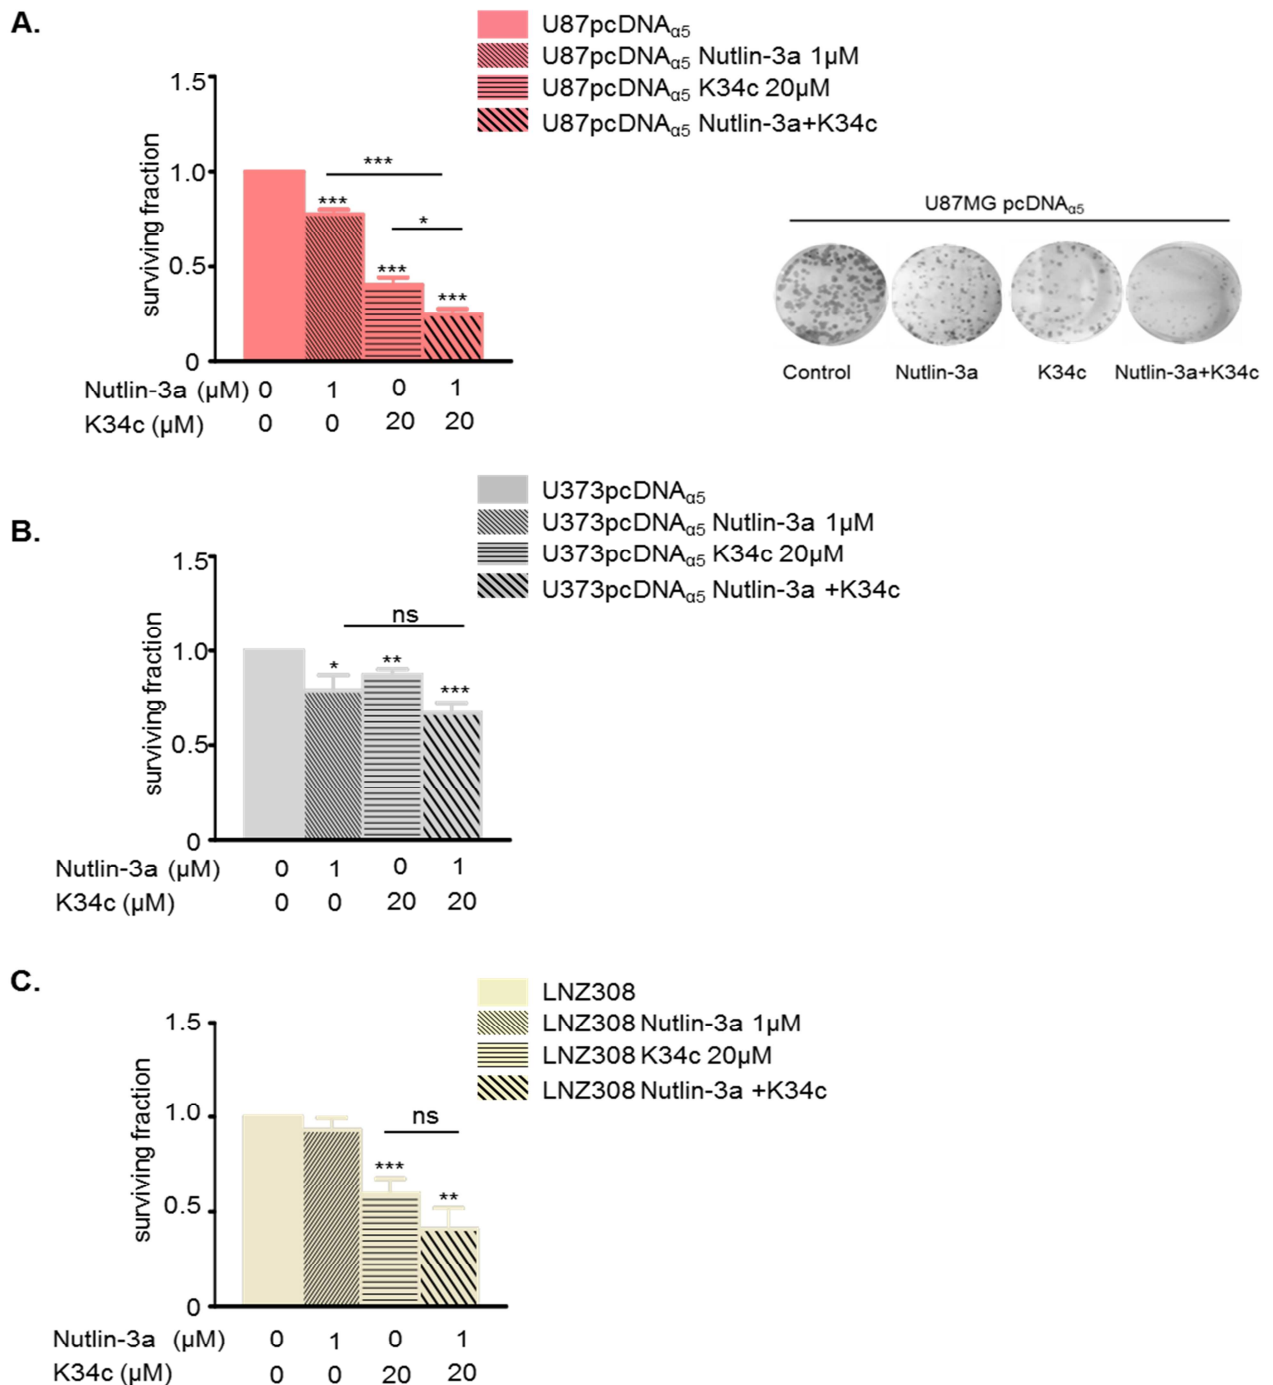 A.
U87pcDNAα5
U87pcDNAα5 Nutlin-3a 1µM
U87pcDNAα5 K34c 20µM
U87pcDNAα5 Nutlin-3a+K34c
surviving fraction
1.5
1.0
0.5
0
***
***
*
***
***
Nutlin-3a (µM) 0 1 0 1
K34c (µM) 0 0 20 20
U87MG pcDNAα5
Control Nutlin-3a K34c Nutlin-3a+K34c
B.
U373pcDNAα5
U373pcDNAα5 Nutlin-3a 1µM
U373pcDNAα5 K34c 20µM
U373pcDNAα5 Nutlin-3a +K34c
surviving fraction
1.5
1.0
0.5
0
ns
* ** ***
Nutlin-3a (µM) 0 1 0 1
K34c (µM) 0 0 20 20
C.
LNZ308
LNZ308 Nutlin-3a 1µM
LNZ308 K34c 20µM
LNZ308 Nutlin-3a +K34c
surviving fraction
1.5
1.0
0.5
0
ns
*** **
Nutlin-3a (µM) 0 1 0 1
K34c (µM) 0 0 20 20